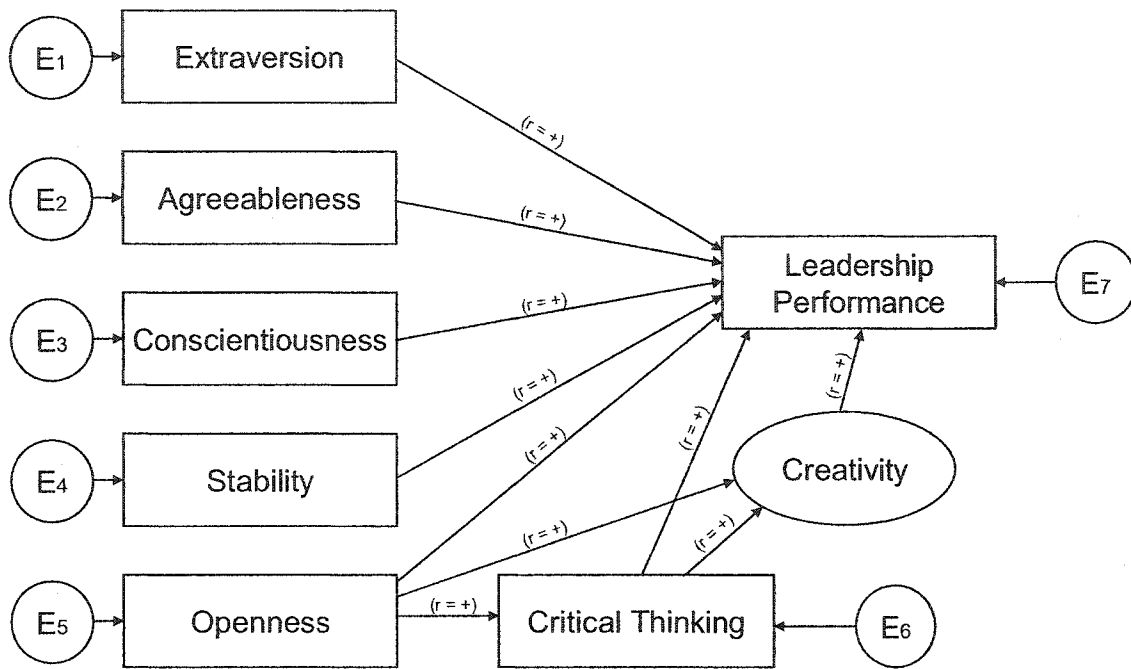 E1
Extraversion
(r = +)
E2
Agreeableness
(r = +)
Leadership
Performance
E7
E3
Conscientiousness
(r = +)
(r = +)
(r = +)
(r = +)
(r = +)
E4
Stability
Creativity
(r = +)
(r = +)
E5
Openness
(r = +)
Critical Thinking
E6